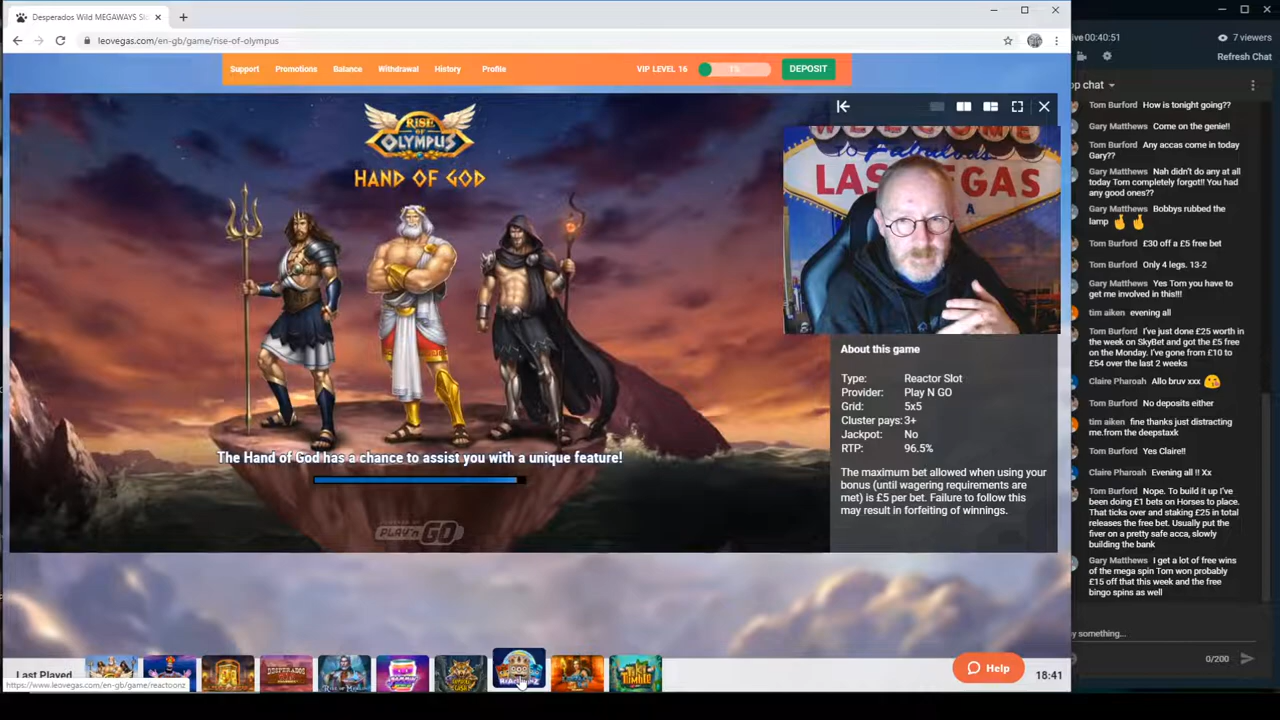 Desperados Wild MEGAWAYS Sl
leovegas.com/en-gb/game/rise-of-olympus
Support
Promotions
Balance
Withdrawal
History
Profile
VIP LEVEL 16
1%
DEPOSIT
RISE OF OLYMPUS
HAND OF GOD
The Hand of God has a chance to assist you with a unique feature!
PLAY'n GO
WELCOME
to Fabulous
LAS VEGAS
A
About this game
Type: Reactor Slot
Provider: Play N GO
Grid: 5x5
Cluster pays: 3+
Jackpot: No
RTP: 96.5%
The maximum bet allowed when using your
bonus (until wagering requirements are
met) is £5 per bet. Failure to follow this
may result in forfeiting of winnings.
Last Played
https://www.leovegas.com/en-gb/game/reactoonz
Help
18:41
ive 00:40:51
7 viewers
Refresh Chat
op chat
Tom Burford How is tonight going??
Gary Matthews Come on the genie!!
Tom Burford Any accas come in today
Gary??
Gary Matthews Nah didn't do any at all
today Tom completely forgot!! You had
any good ones??
Gary Matthews Bobbys rubbed the
lamp
Tom Burford £30 off a £5 free bet
Tom Burford Only 4 legs. 13-2
Gary Matthews Yes Tom you have to
get me involved in this!!!
tim aiken evening all
Tom Burford I've just done £25 worth in
the week on SkyBet and got the £5 free
on the Monday. I've gone from £10 to
£54 over the last 2 weeks
Claire Pharoah Allo bruv xxx
Tom Burford No deposits either
tim aiken fine thanks just distracting
me.from the deepstaxk
Tom Burford Yes Claire!!
Claire Pharoah Evening all !! Xx
Tom Burford Nope. To build it up I've
been doing £1 bets on Horses to place.
That ticks over and staking £25 in total
releases the free bet. Usually put the
fiver on a pretty safe acca, slowly
building the bank
Gary Matthews I get a lot of free wins
of the mega spin Tom won probably
£15 off that this week and the free
bingo spins as well
ay something...
0/200